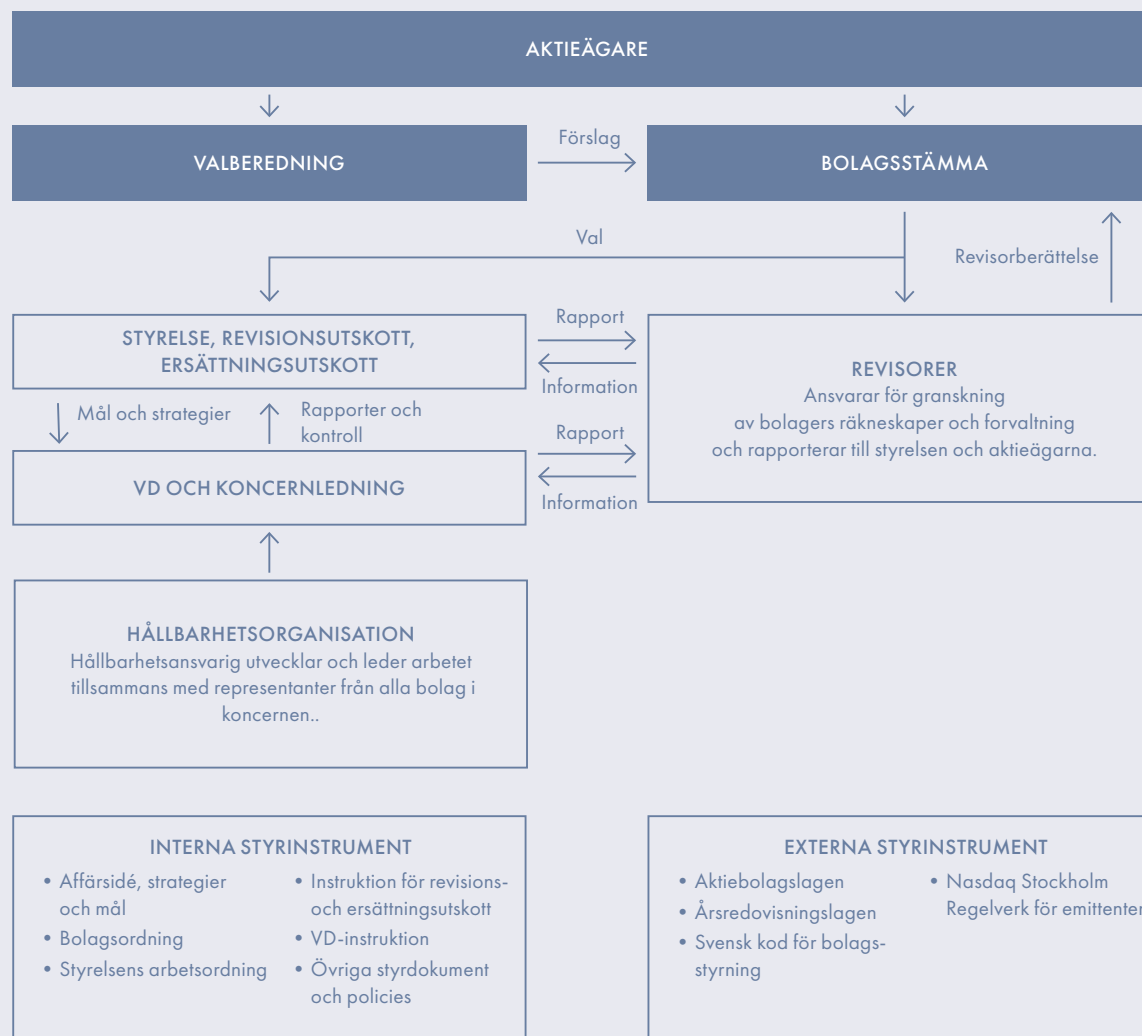 AKTIEÄGARE
VALBEREDNING
Förslag
BOLAGSSTÄMMA
Val
Revisorberättelse
STYRELSE, REVISIONSUTSKOTT,
ERSÄTTNINGSUTSKOTT
Rapport
Information
Mål och strategier
Rapporter och
kontroll
Rapport
Information
REVISORER
Ansvarar för granskning
av bolagers räkneskaper och forvaltning
och rapporterar till styrelsen och aktieägarna.
VD OCH KONCERNLEDNING
HÅLLBARHETSORGANISATION
Hållbarhetsansvarig utvecklar och leder arbetet
tillsammans med representanter från alla bolag i
koncernen..
INTERNA STYRINSTRUMENT
• Affärsidé, strategier
och mål
• Bolagsordning
• Styrelsens arbetsordning
• Instruktion för revisions-
och ersättningsutskott
• VD-instruktion
• Övriga styrdokument
och policies
EXTERNA STYRINSTRUMENT
• Aktiebolagslagen
• Årsredovisningslagen
• Svensk kod för bolags-
styrning
• Nasdaq Stockholm
Regelverk för emittenter